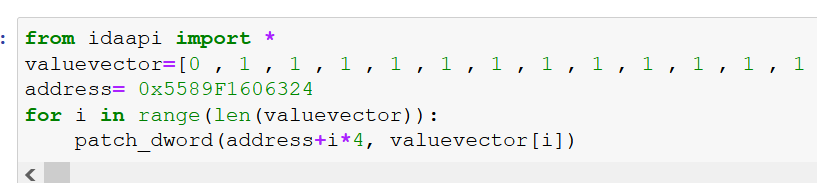 from idaapi import *
valuevector=[0 , 1 , 1 , 1 , 1 , 1 , 1 , 1 , 1 , 1 , 1 , 1 , 1
address= 0x5589F1606324
for i in range(len(valuevector)):
    patch_dword(address+i*4, valuevector[i])